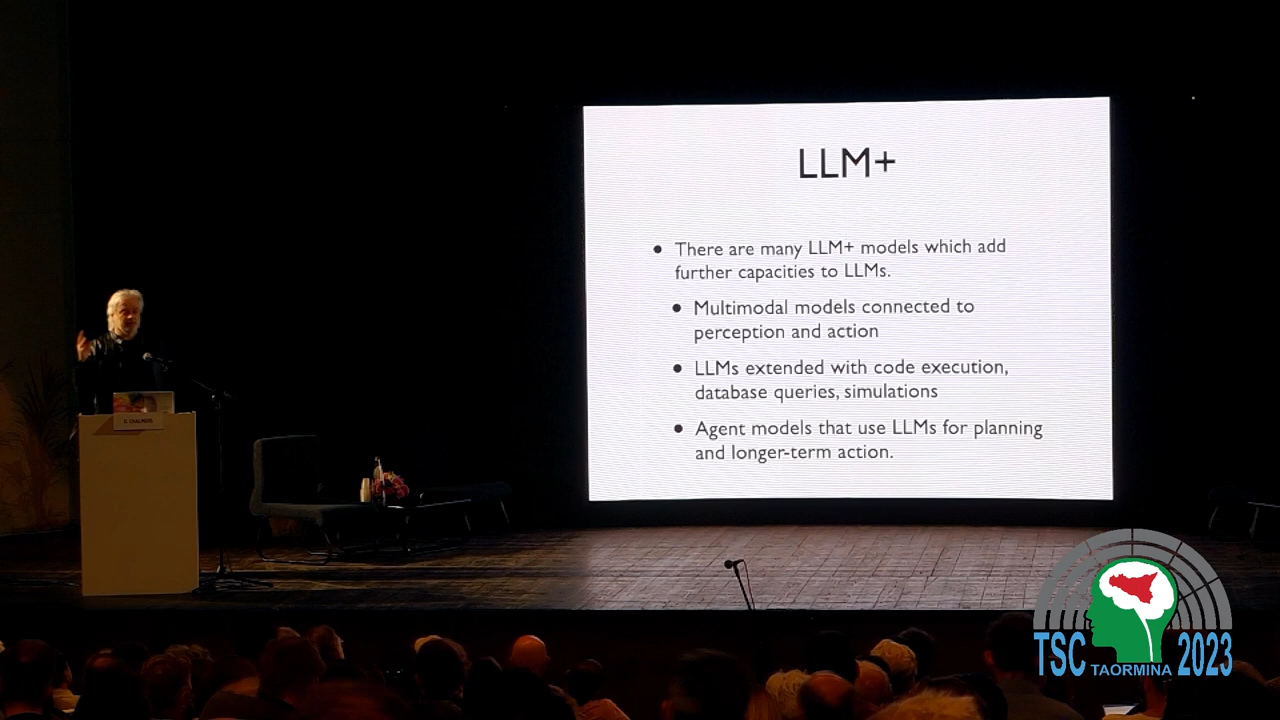 LLM+
• There are many LLM+ models which add
further capacities to LLMs.
• Multimodal models connected to
perception and action
• LLMs extended with code execution,
database queries, simulations
• Agent models that use LLMs for planning
and longer-term action.
CHALMERS
TSC TAORMINA 2023